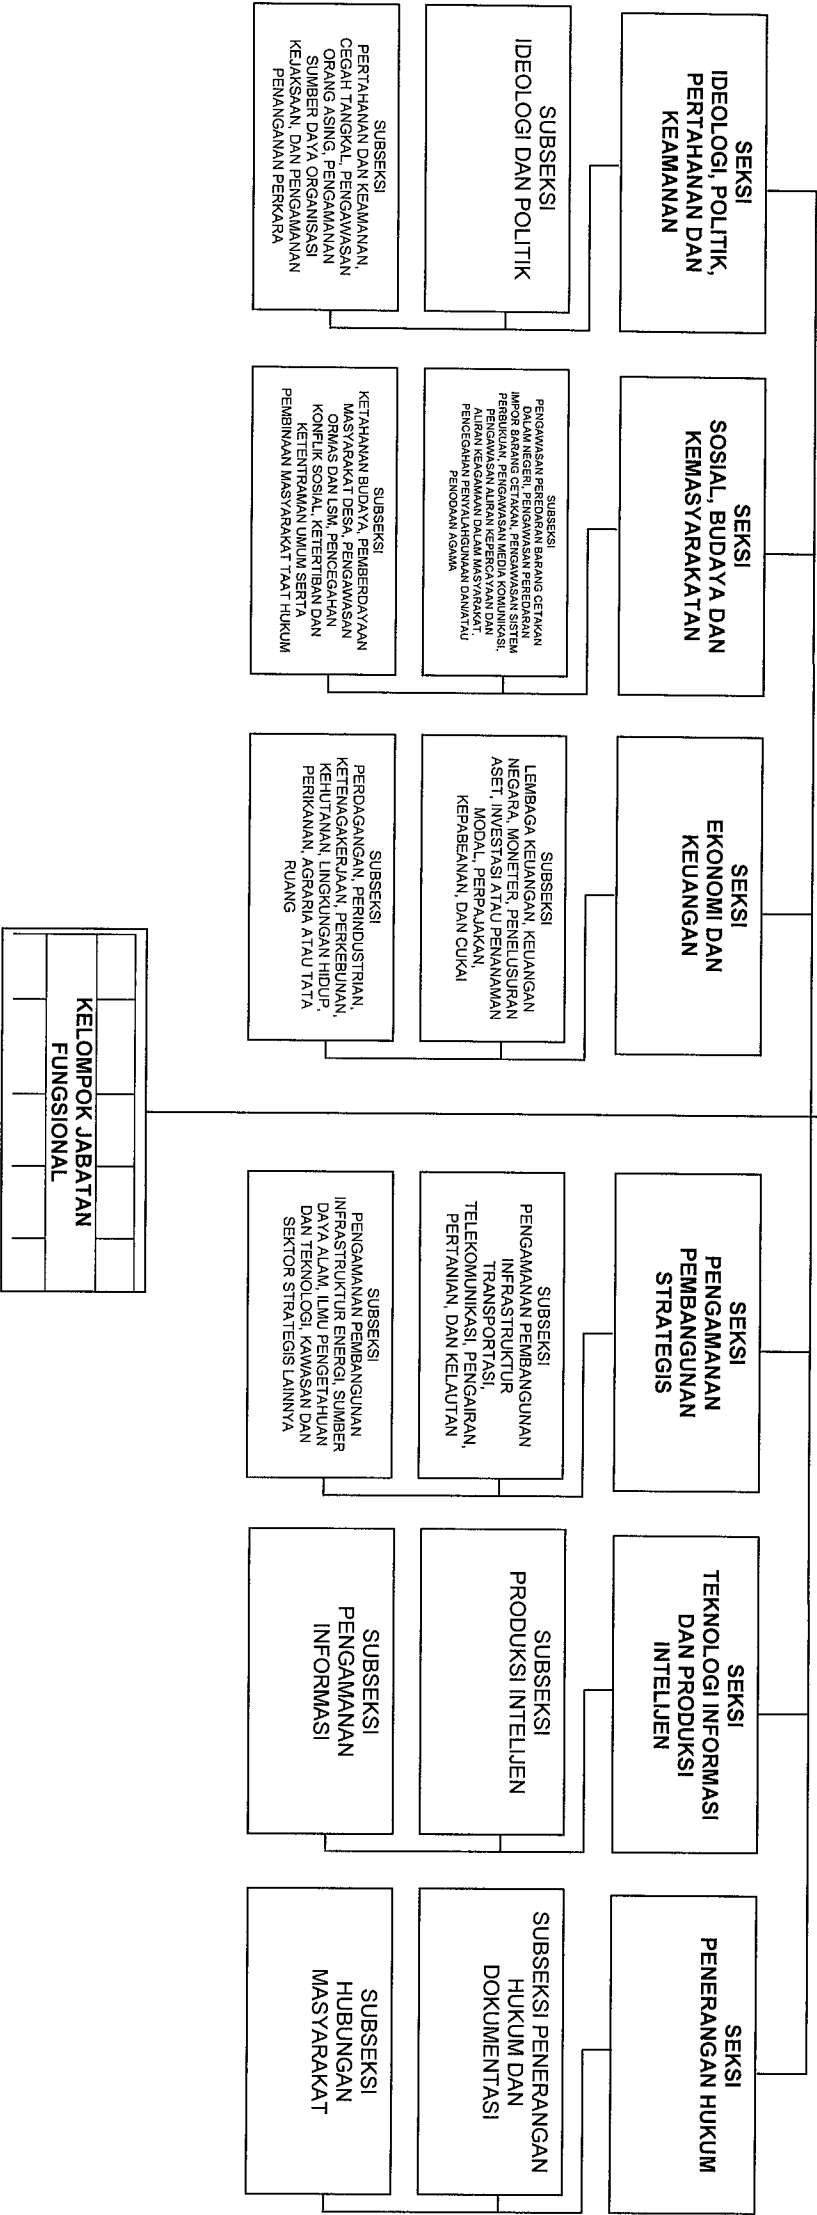 SEKSI
IDEOLOGI, POLITIK,
PERTAHANAN DAN
KEAMANAN
SUBSEKSI
IDEOLOGI DAN POLITIK
SUBSEKSI
PERTAHANAN DAN KEAMANAN,
CEGAH TANGKAL, PENGAWASAN
ORANG ASING, PENGAMANAN
SUMBER DAYA ORGANISASI
KEJAKSAAN, DAN PENGAMANAN
PENANGANAN PERKARA
SEKSI
SOSIAL, BUDAYA DAN
KEMASYARAKATAN
SUBSEKSI
PENGAWASAN PEREDARAN BARANG CETAKAN
DALAM NEGERI, PENGAWASAN PEREDARAN
IMPOR BARANG CETAKAN, PENGAWASAN SISTEM
PERBUKUAN, PENGAWASAN MEDIA KOMUNIKASI,
PENGAWASAN ALIRAN KEPERCAYAAN DAN
ALIRAN KEAGAMAAN DALAM MASYARAKAT,
PENCEGAHAN PENYALAHGUNAAN DAN/ATAU
PENODAAN AGAMA
SUBSEKSI
KETAHANAN BUDAYA, PEMBERDAYAAN
MASYARAKAT DESA, PENGAWASAN
ORMAS DAN LSM, PENCEGAHAN
KONFLIK SOSIAL, KETERTIBAN DAN
KETENTRAMAN UMUM SERTA
PEMBINAAN MASYARAKAT TAAT HUKUM
SEKSI
EKONOMI DAN
KEUANGAN
SUBSEKSI
LEMBAGA KEUANGAN, KEUANGAN
NEGARA, MONETER, PENELUSURAN
ASET, INVESTASI ATAU PENANAMAN
MODAL, PERPAJAKAN,
KEPABEANAN, DAN CUKAI
SUBSEKSI
PERDAGANGAN, PERINDUSTRIAN,
KETENAGAKERJAAN, PERKEBUNAN,
KEHUTANAN, LINGKUNGAN HIDUP,
PERIKANAN, AGRARIA ATAU TATA
RUANG
SEKSI
PENGAMANAN
PEMBANGUNAN
STRATEGIS
SUBSEKSI
PENGAMANAN PEMBANGUNAN
INFRASTRUKTUR
TRANSPORTASI,
TELEKOMUNIKASI, PENGAIRAN,
PERTANIAN, DAN KELAUTAN
SUBSEKSI
PENGAMANAN PEMBANGUNAN
INFRASTRUKTUR ENERGI, SUMBER
DAYA ALAM, ILMU PENGETAHUAN
DAN TEKNOLOGI, KAWASAN DAN
SEKTOR STRATEGIS LAINNYA
SEKSI
TEKNOLOGI INFORMASI
DAN PRODUKSI
INTELIJEN
SUBSEKSI
PRODUKSI INTELIJEN
SUBSEKSI
PENGAMANAN
INFORMASI
SEKSI
PENERANGAN HUKUM
SUBSEKSI PENERANGAN
HUKUM DAN
DOKUMENTASI
SUBSEKSI
HUBUNGAN
MASYARAKAT
KELOMPOK JABATAN
FUNGSIONAL